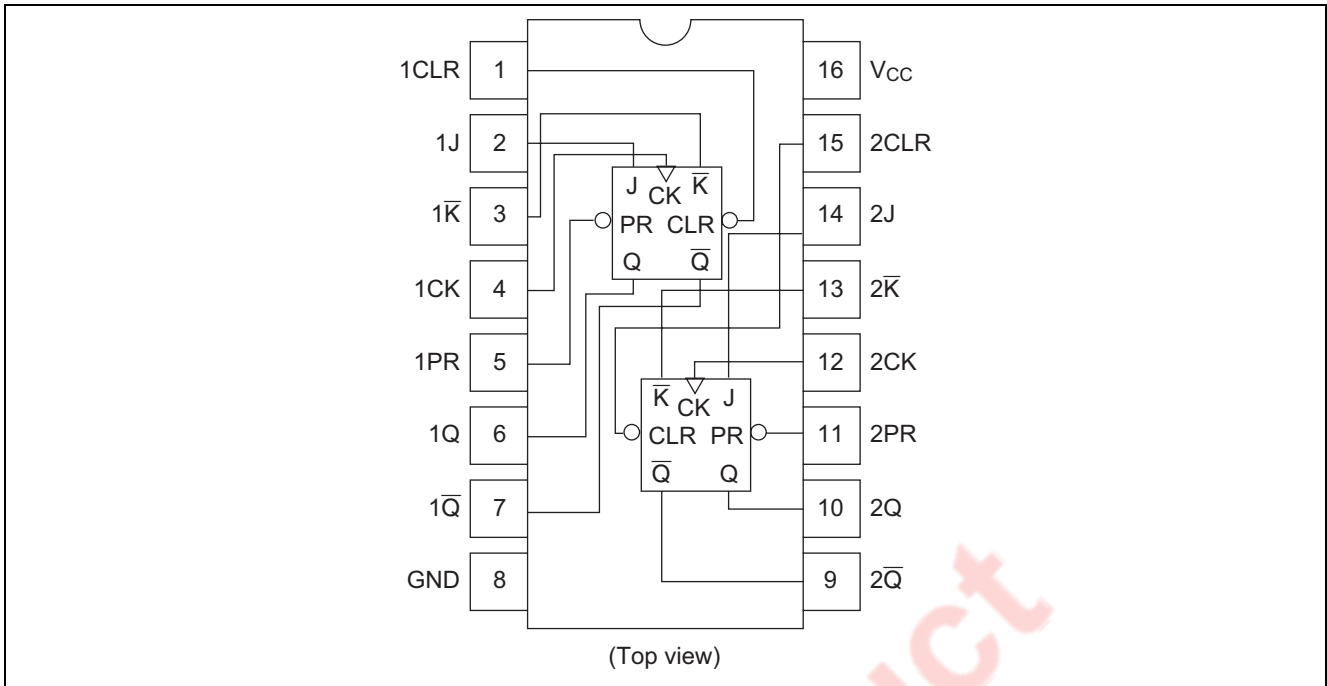 1CLR 1
1J 2
1K̅ 3
1CK 4
1PR 5
1Q 6
1Q̅ 7
GND 8
16 VCC
15 2CLR
14 2J
13 2K̅
12 2CK
11 2PR
10 2Q
9 2Q̅
J CK K̅
PR CLR
Q Q̅
K̅ CK J
CLR PR
Q̅ Q
(Top view)
uct